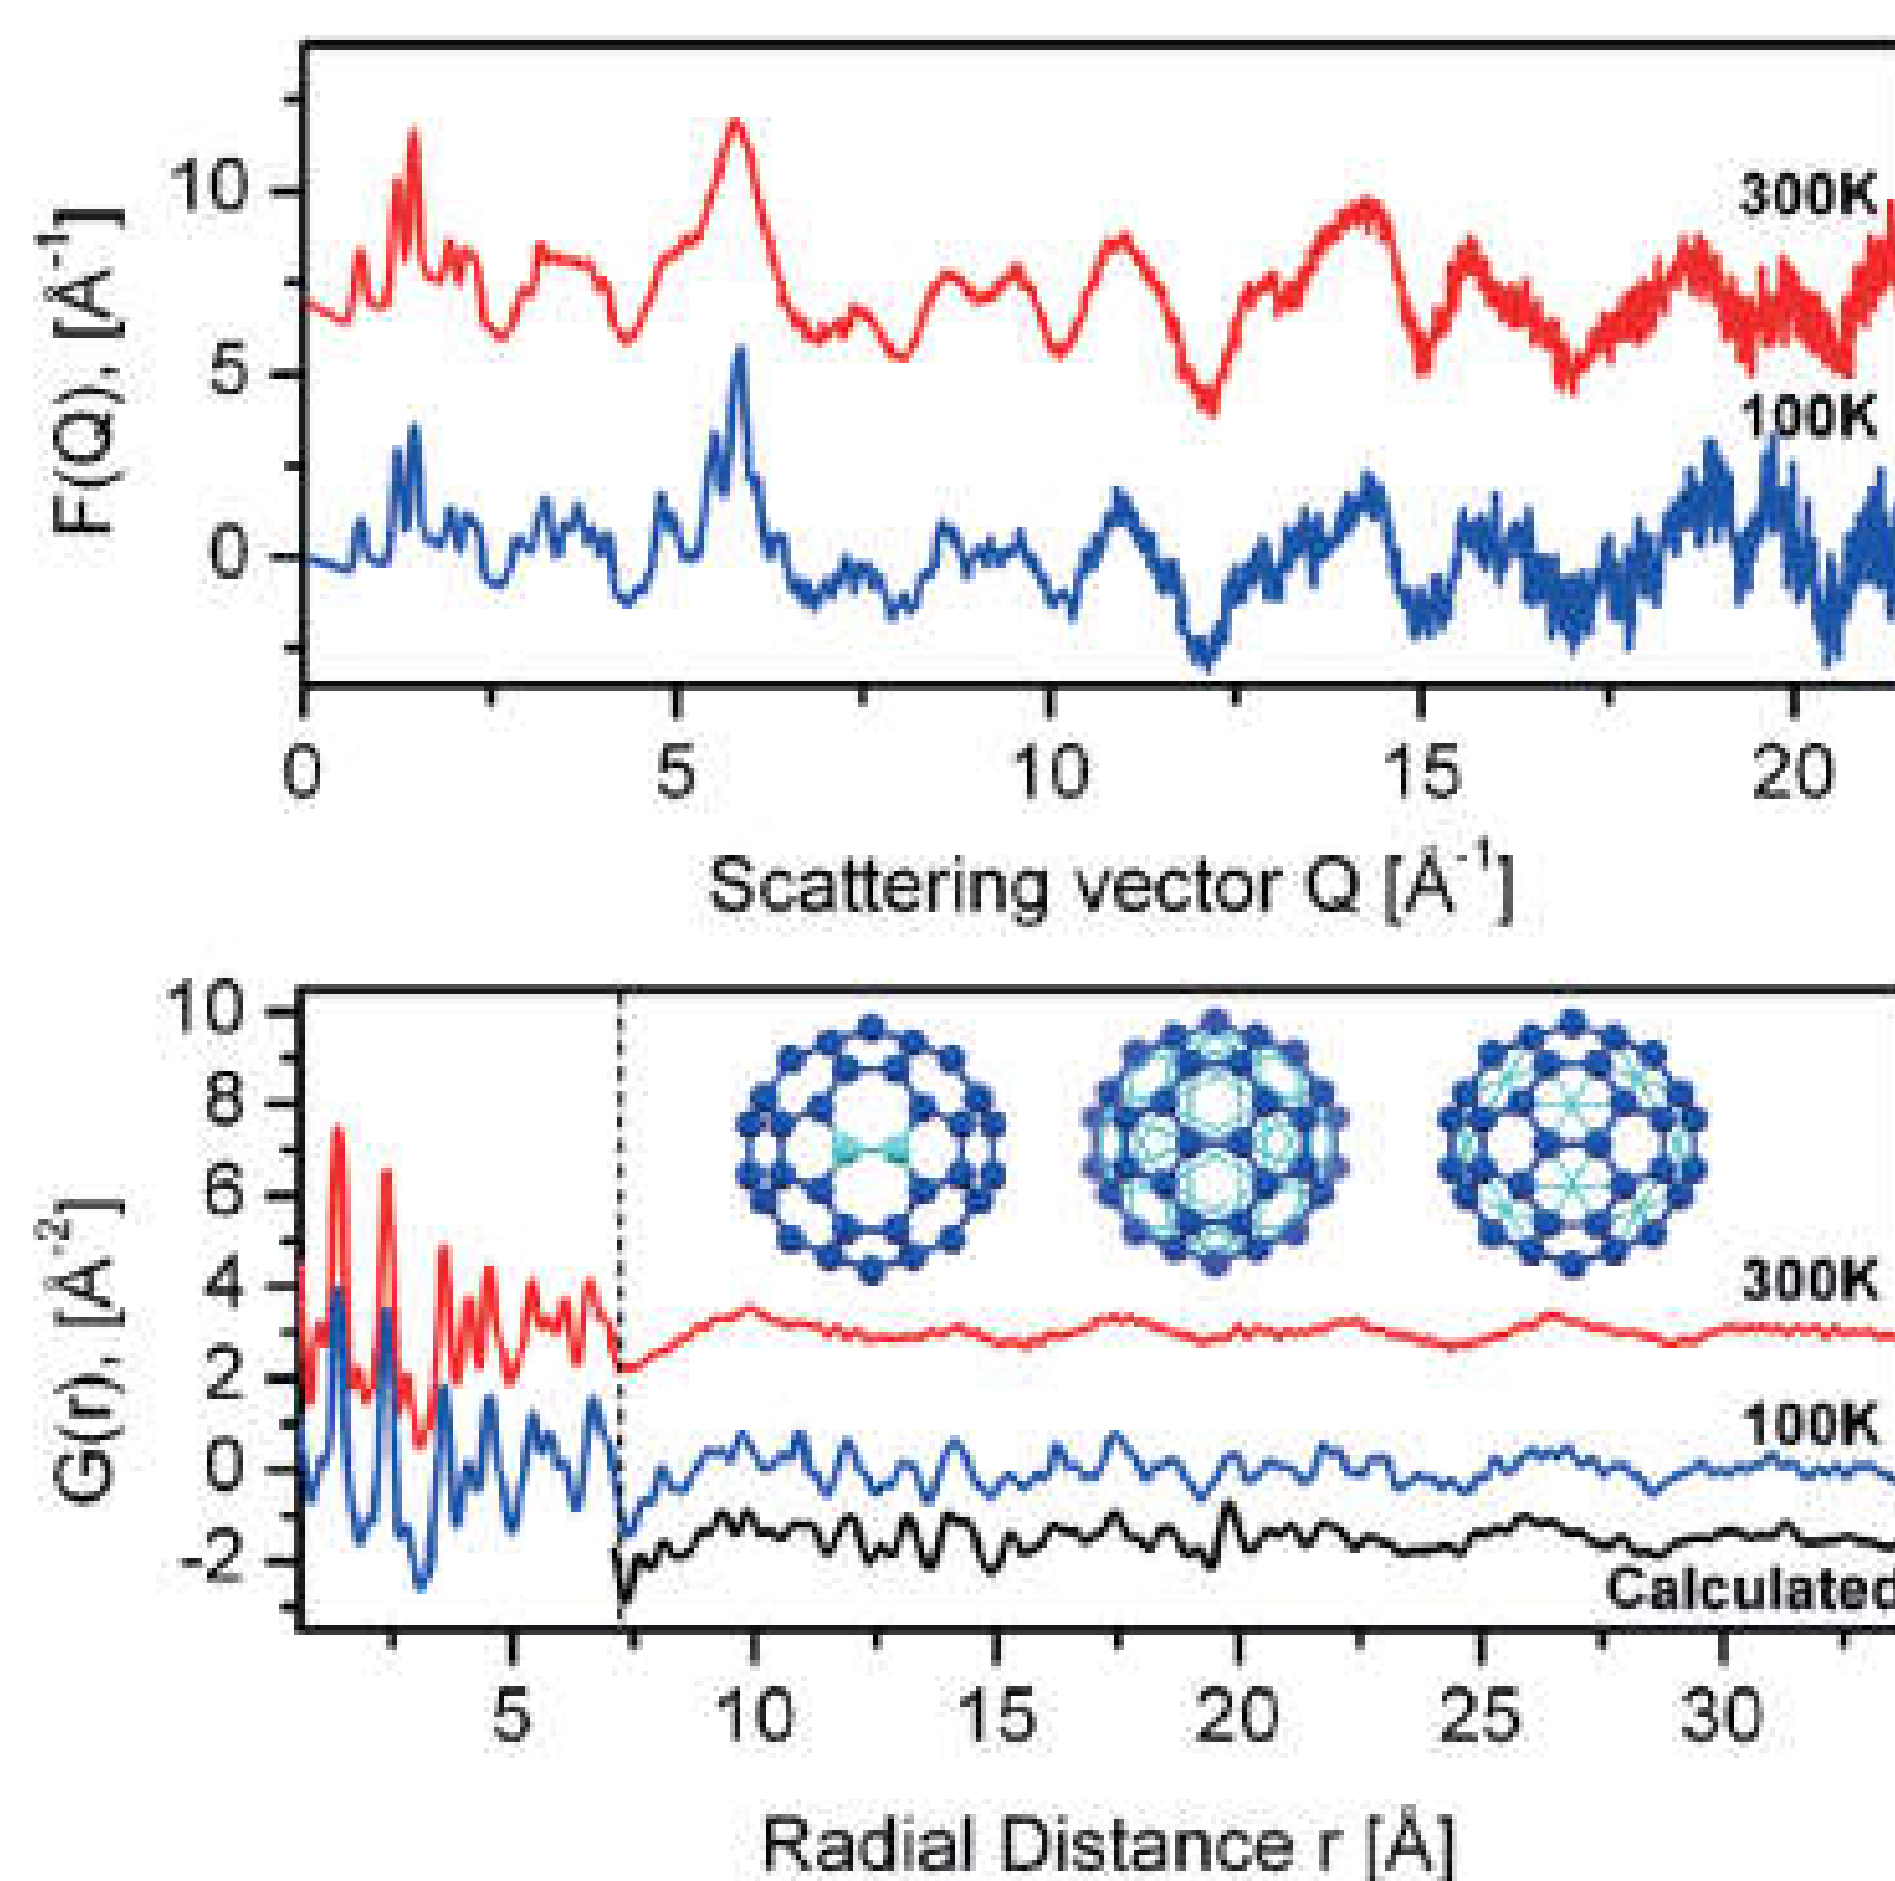 F(Q), [Å⁻¹]
10
5
0
300K
100K
0 5 10 15 20
Scattering vector Q [Å⁻¹]
G(r), [Å⁻²]
10
8
6
4
2
0
-2
300K
100K
Calculated
5 10 15 20 25 30
Radial Distance r [Å]